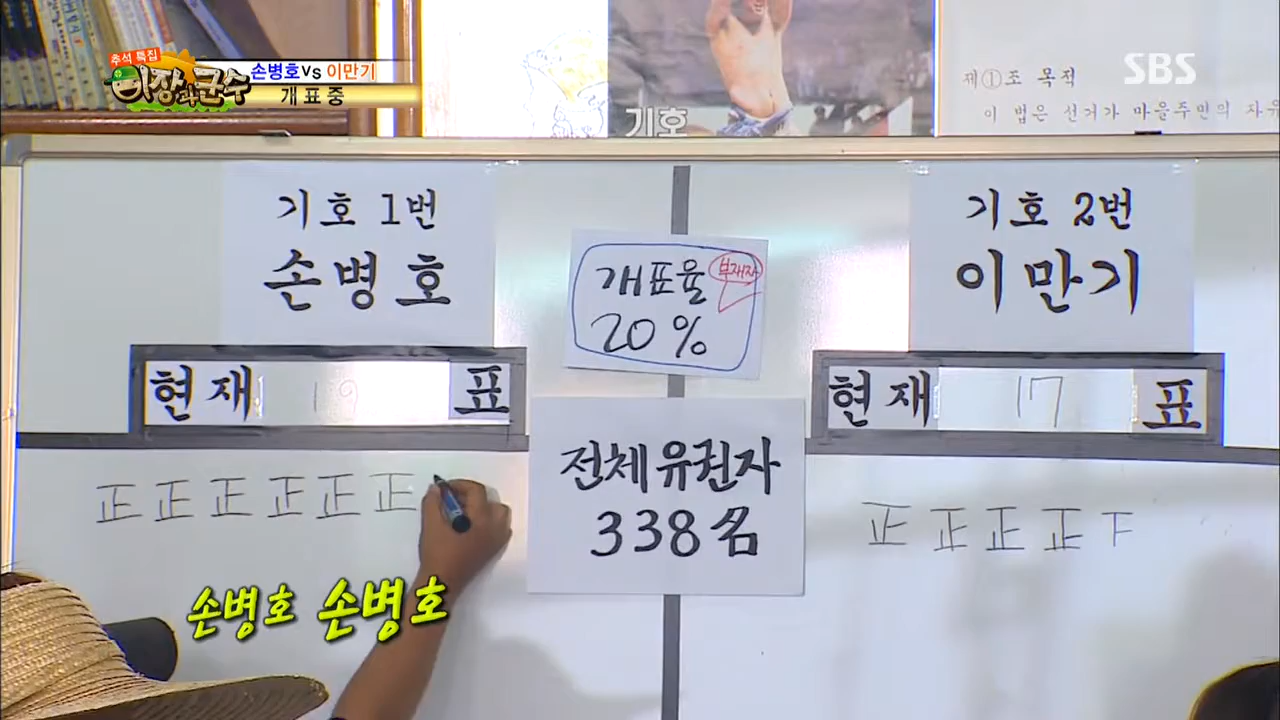 추석 특집
이장과군수
손병호 vs 이만기
개표중
SBS
기호
제①조 목적
이 법은 선거가 마을주민의 자유
기호 1번
손병호
기호 2번
이만기
개표율
부재자
20%
현재 19 표
현재 17 표
전체유권자
338名
正正正正正正
正正正正
손병호 손병호